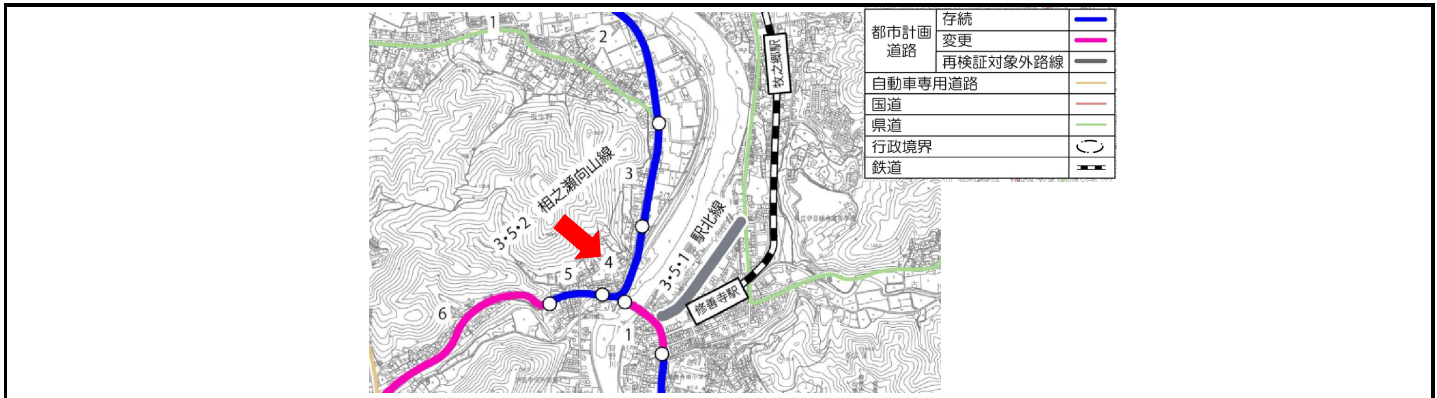 都市計画
道路
存続
変更
再検証対象外路線
自動車専用道路
国道
県道
行政境界
鉄道
1
2
牧之郷駅
3・5・2 相之瀬向山線
3
3・5・1 駅北線
4
5
修善寺駅
6
1
狩野川